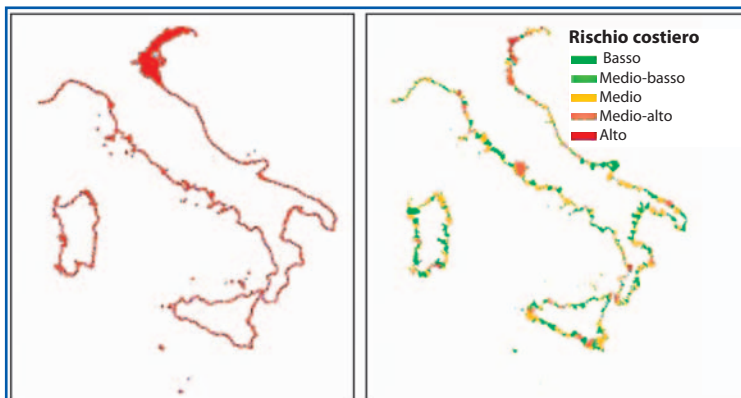 Rischio costiero
Basso
Medio-basso
Medio
Medio-alto
Alto